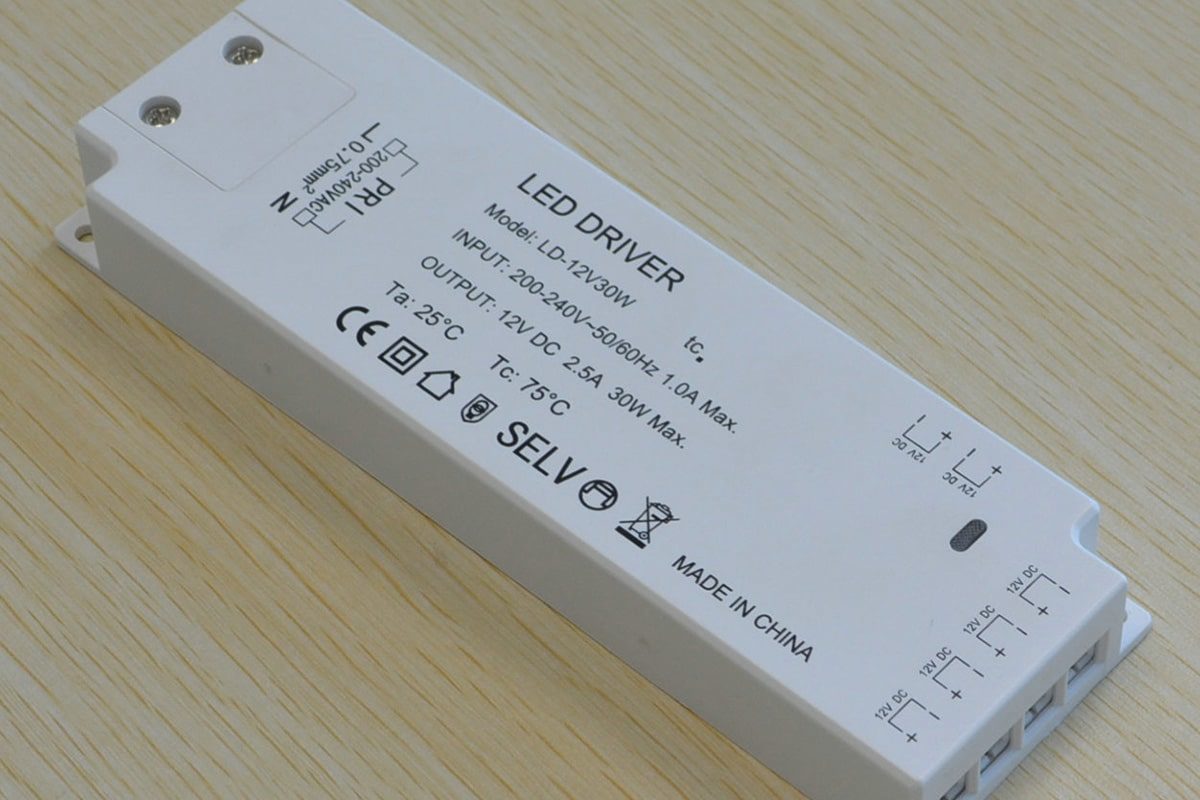 L
0.75mm²
200-240VAC
PRI
N
LED DRIVER
Model: LD-12V30W
INPUT: 200-240V~50/60Hz 1.0A Max.
OUTPUT: 12V DC 2.5A 30W Max.
Ta: 25°C
Tc: 75°C
tc
CE
SELV
MADE IN CHINA
- +
12V DC
- +
12V DC
12V DC
- +
12V DC
- +
12V DC
- +
12V DC
- +